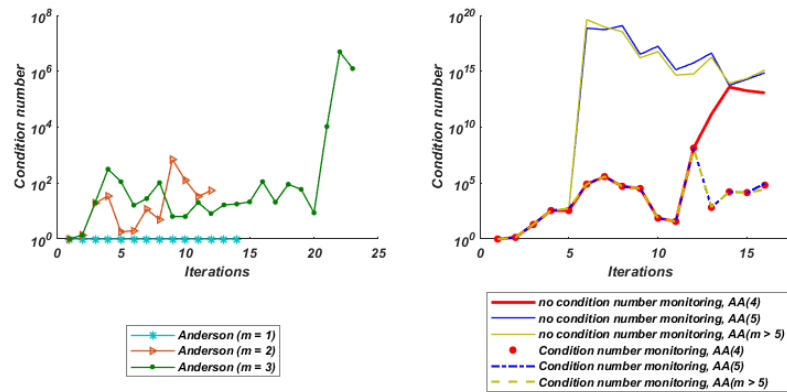 10^8
10^6
10^4
10^2
10^0
Condition number
0 5 10 15 20 25
Iterations
Anderson (m = 1)
Anderson (m = 2)
Anderson (m = 3)
10^20
10^15
10^10
10^5
10^0
Condition number
0 5 10 15
Iterations
no condition number monitoring, AA(4)
no condition number monitoring, AA(5)
no condition number monitoring, AA(m > 5)
Condition number monitoring, AA(4)
Condition number monitoring, AA(5)
Condition number monitoring, AA(m > 5)